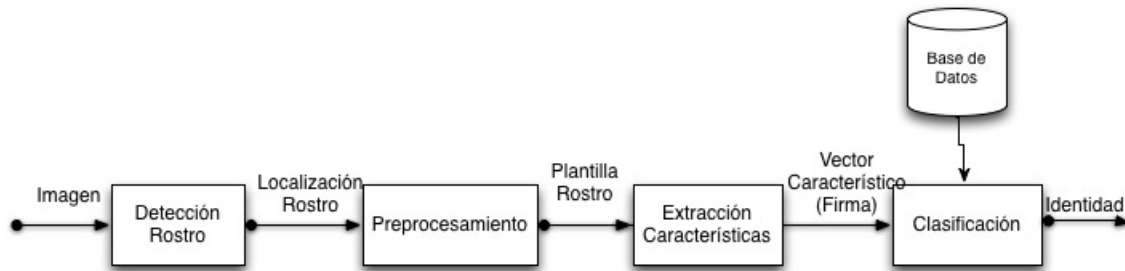 Base de
Datos
Imagen
Detección
Rostro
Localización
Rostro
Preprocesamiento
Plantilla
Rostro
Extracción
Características
Vector
Característico
(Firma)
Clasificación
Identidad